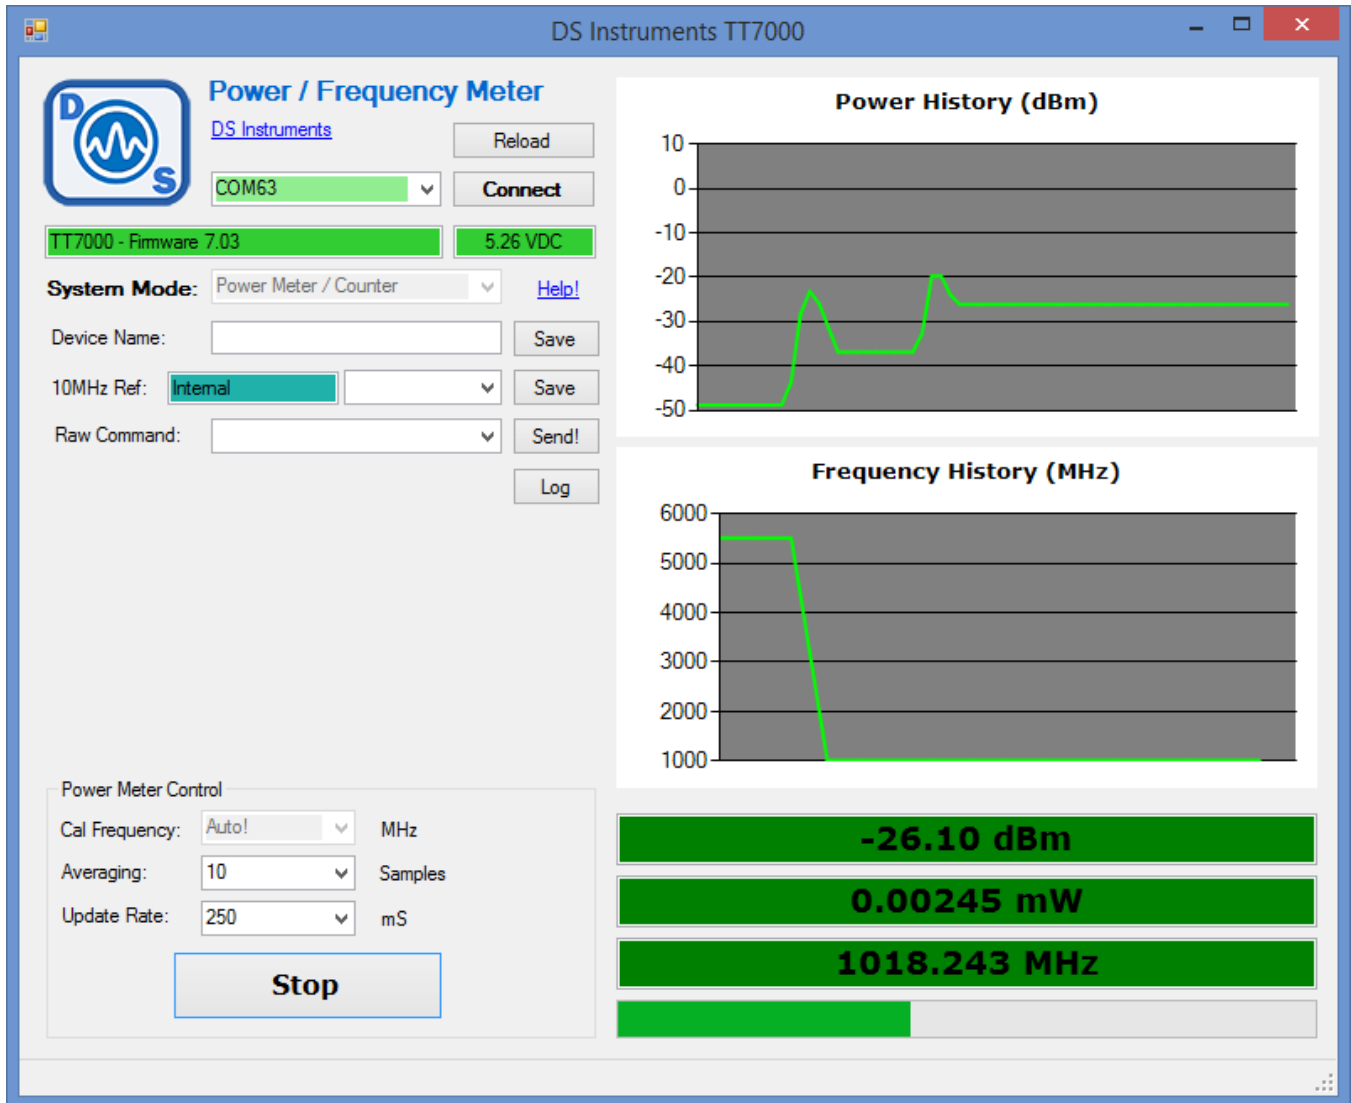 DS Instruments TT7000
D
S
Power / Frequency Meter
DS Instruments
Reload
COM63
Connect
TT7000 - Firmware 7.03
5.26 VDC
System Mode:
Power Meter / Counter
Help!
Device Name:
Save
10MHz Ref:
Internal
Save
Raw Command:
Send!
Log
Power Meter Control
Cal Frequency:
Auto!
MHz
Averaging:
10
Samples
Update Rate:
250
mS
Stop
Power History (dBm)
10
0
-10
-20
-30
-40
-50
Frequency History (MHz)
6000
5000
4000
3000
2000
1000
-26.10 dBm
0.00245 mW
1018.243 MHz